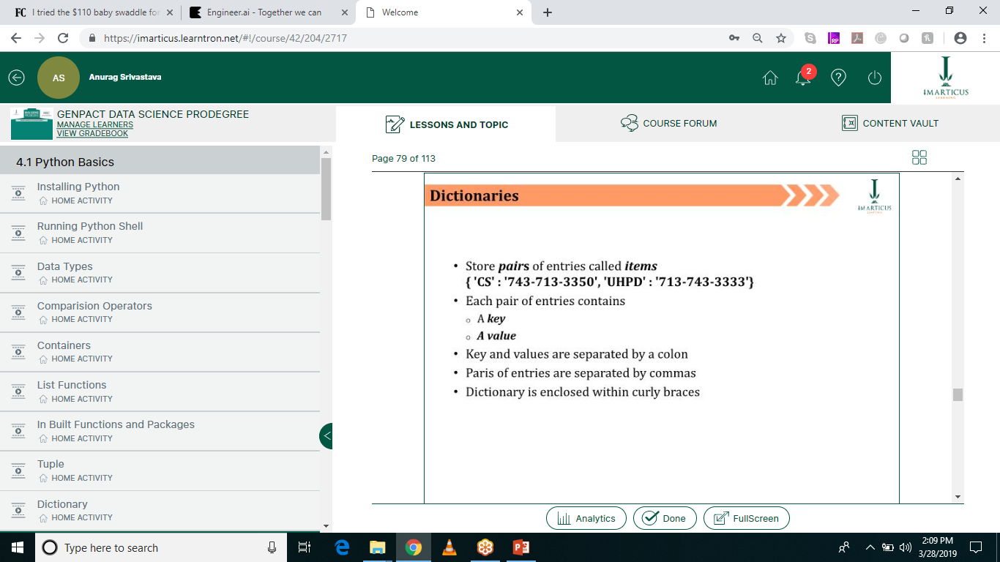 FC I tried the $110 baby swaddle for
Engineer.ai - Together we can
Welcome
https://imarticus.learntron.net/#!/course/42/204/2717
RP
AS
Anurag Srivastava
2
?
IMARTICUS
LEARNING
GENPACT DATA SCIENCE PRODEGREE
MANAGE LEARNERS
VIEW GRADEBOOK
LESSONS AND TOPIC
COURSE FORUM
CONTENT VAULT
4.1 Python Basics
Installing Python
HOME ACTIVITY
Running Python Shell
HOME ACTIVITY
Data Types
HOME ACTIVITY
Comparision Operators
HOME ACTIVITY
Containers
HOME ACTIVITY
List Functions
HOME ACTIVITY
In Built Functions and Packages
HOME ACTIVITY
Tuple
HOME ACTIVITY
Dictionary
HOME ACTIVITY
Page 79 of 113
Dictionaries
IMARTICUS
LEARNING
• Store pairs of entries called items
{ 'CS' : '743-713-3350', 'UHPD' : '713-743-3333'}
• Each pair of entries contains
○ A key
○ A value
• Key and values are separated by a colon
• Paris of entries are separated by commas
• Dictionary is enclosed within curly braces
Analytics
Done
FullScreen
Type here to search
2:09 PM
3/28/2019